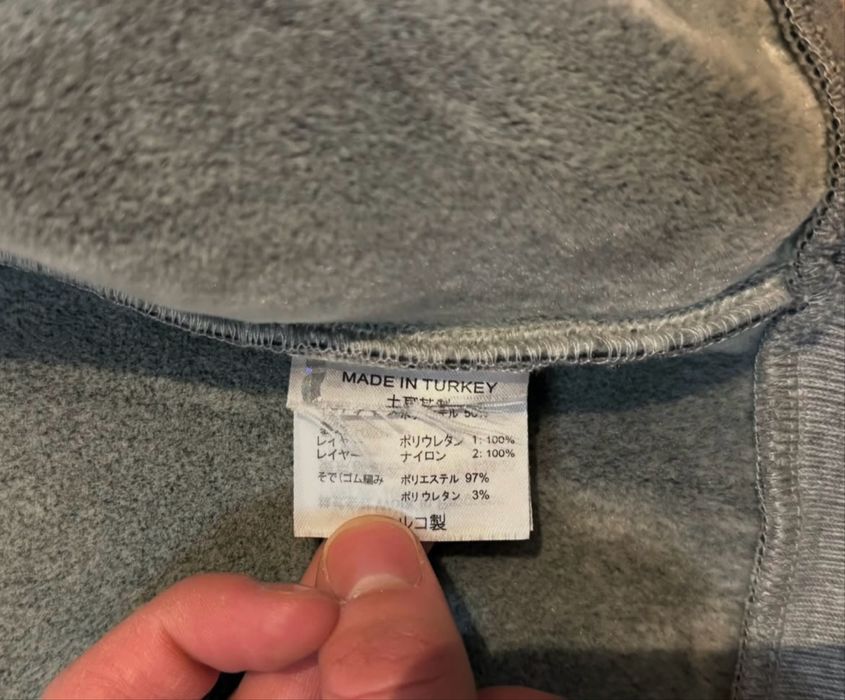 MADE IN TURKEY
レイヤー ポリウレタン 1: 100%
レイヤー ナイロン 2: 100%
そで(ゴム編み ポリエステル 97%
ポリウレタン 3%
ルコ製